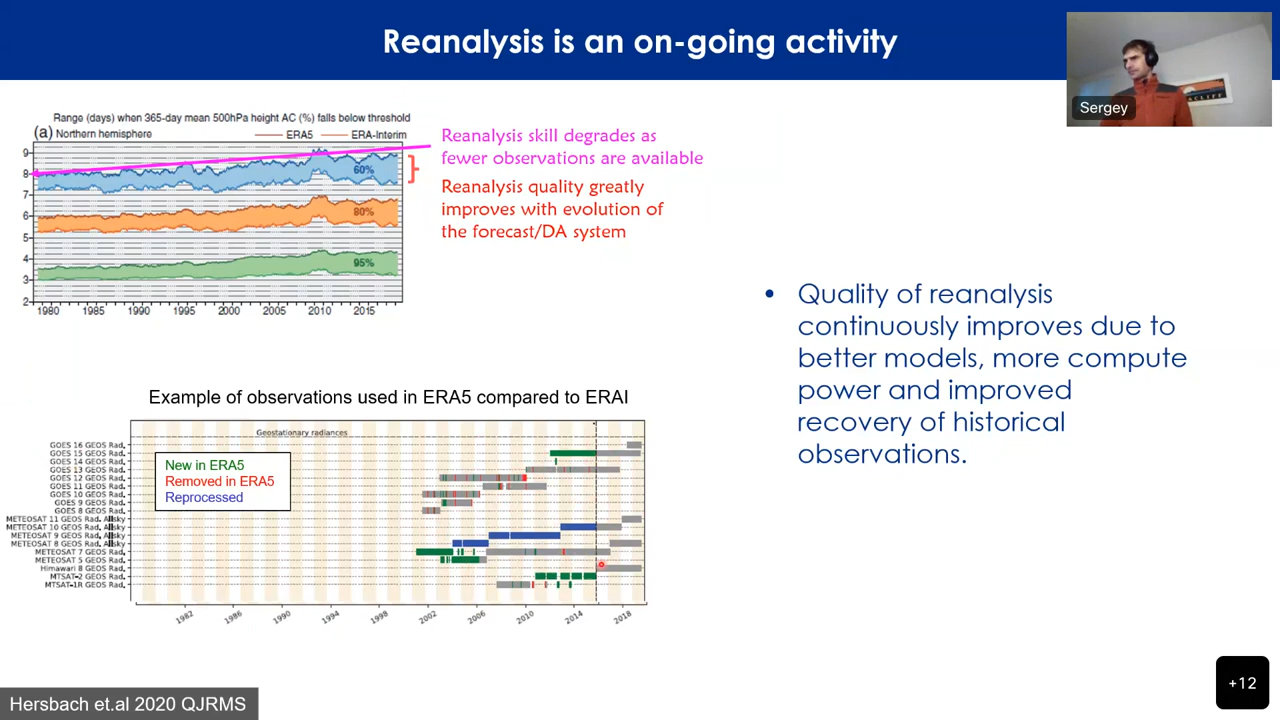 Reanalysis is an on-going activity
Sergey
Range (days) when 365-day mean 500hPa height AC (%) falls below threshold
(a) Northern hemisphere
ERA5
ERA-Interim
9
8
7
6
5
4
3
2
60%
80%
95%
1980 1985 1990 1995 2000 2005 2010 2015
Reanalysis skill degrades as
fewer observations are available
Reanalysis quality greatly
improves with evolution of
the forecast/DA system
• Quality of reanalysis
continuously improves due to
better models, more compute
power and improved
recovery of historical
observations.
Example of observations used in ERA5 compared to ERAI
Geostationary radiances
New in ERA5
Removed in ERA5
Reprocessed
GOES 16 GEOS Rad.
GOES 15 GEOS Rad.
GOES 14 GEOS Rad.
GOES 13 GEOS Rad.
GOES 12 GEOS Rad.
GOES 11 GEOS Rad.
GOES 10 GEOS Rad.
GOES 9 GEOS Rad.
GOES 8 GEOS Rad.
METEOSAT 11 GEOS Rad. Allsky
METEOSAT 10 GEOS Rad. Allsky
METEOSAT 9 GEOS Rad. Allsky
METEOSAT 8 GEOS Rad. Allsky
METEOSAT 7 GEOS Rad.
METEOSAT 5 GEOS Rad.
Himawari 8 GEOS Rad.
MTSAT-2 GEOS Rad.
MTSAT-1R GEOS Rad.
1982 1986 1990 1994 1998 2002 2006 2010 2014 2018
Hersbach et.al 2020 QJRMS
+12